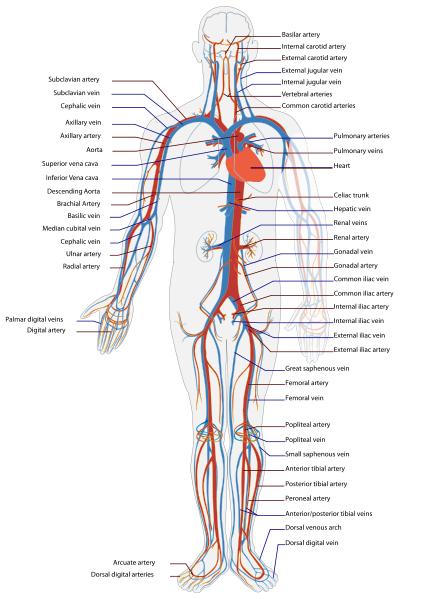 Basilar artery
Internal carotid artery
External carotid artery
External jugular vein
Internal jugular vein
Vertebral arteries
Common carotid arteries
Pulmonary arteries
Pulmonary veins
Heart
Celiac trunk
Hepatic vein
Renal veins
Renal artery
Gonadal vein
Gonadal artery
Common iliac vein
Common iliac artery
Internal iliac artery
Internal iliac vein
External iliac vein
External iliac artery
Great saphenous vein
Femoral artery
Femoral vein
Popliteal artery
Popliteal vein
Small saphenous vein
Anterior tibial artery
Posterior tibial artery
Peroneal artery
Anterior/posterior tibial veins
Dorsal venous arch
Dorsal digital vein
Subclavian artery
Subclavian vein
Cephalic vein
Axillary vein
Axillary artery
Aorta
Superior vena cava
Inferior Vena cava
Descending Aorta
Brachial Artery
Basilic vein
Median cubital vein
Cephalic vein
Ulnar artery
Radial artery
Palmar digital veins
Digital artery
Arcuate artery
Dorsal digital arteries